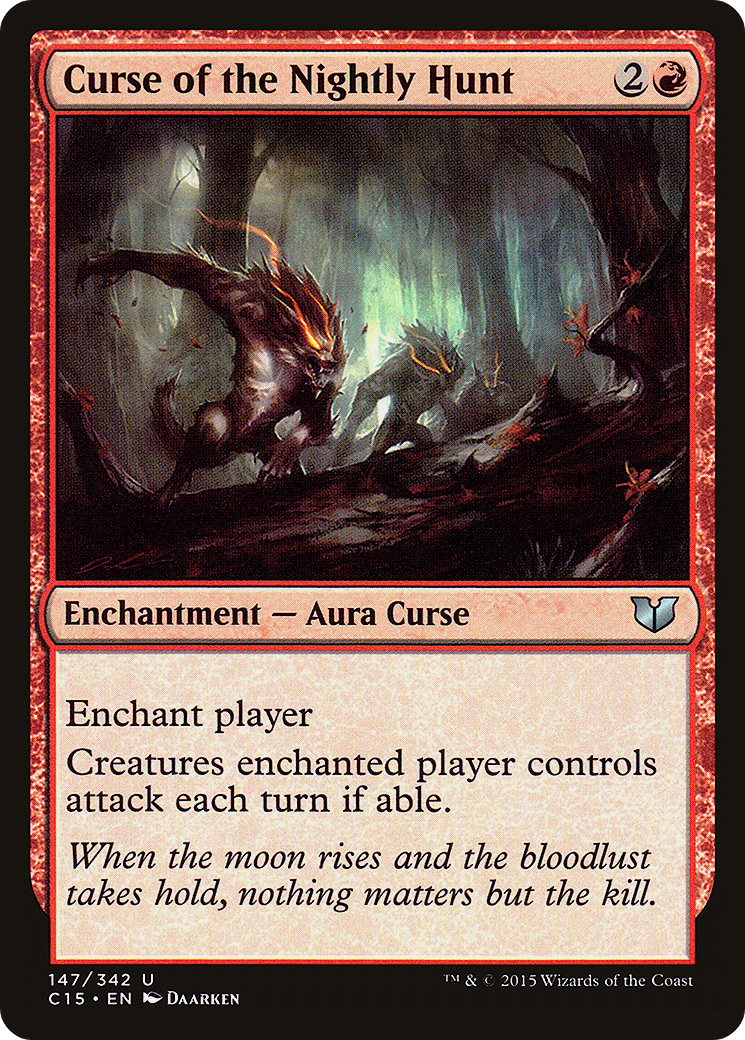 Curse of the Nightly Hunt 2
Enchantment — Aura Curse
Enchant player
Creatures enchanted player controls
attack each turn if able.
When the moon rises and the bloodlust
takes hold, nothing matters but the kill.
147/342 U
™ & © 2015 Wizards of the Coast
C15 • EN DAARKEN